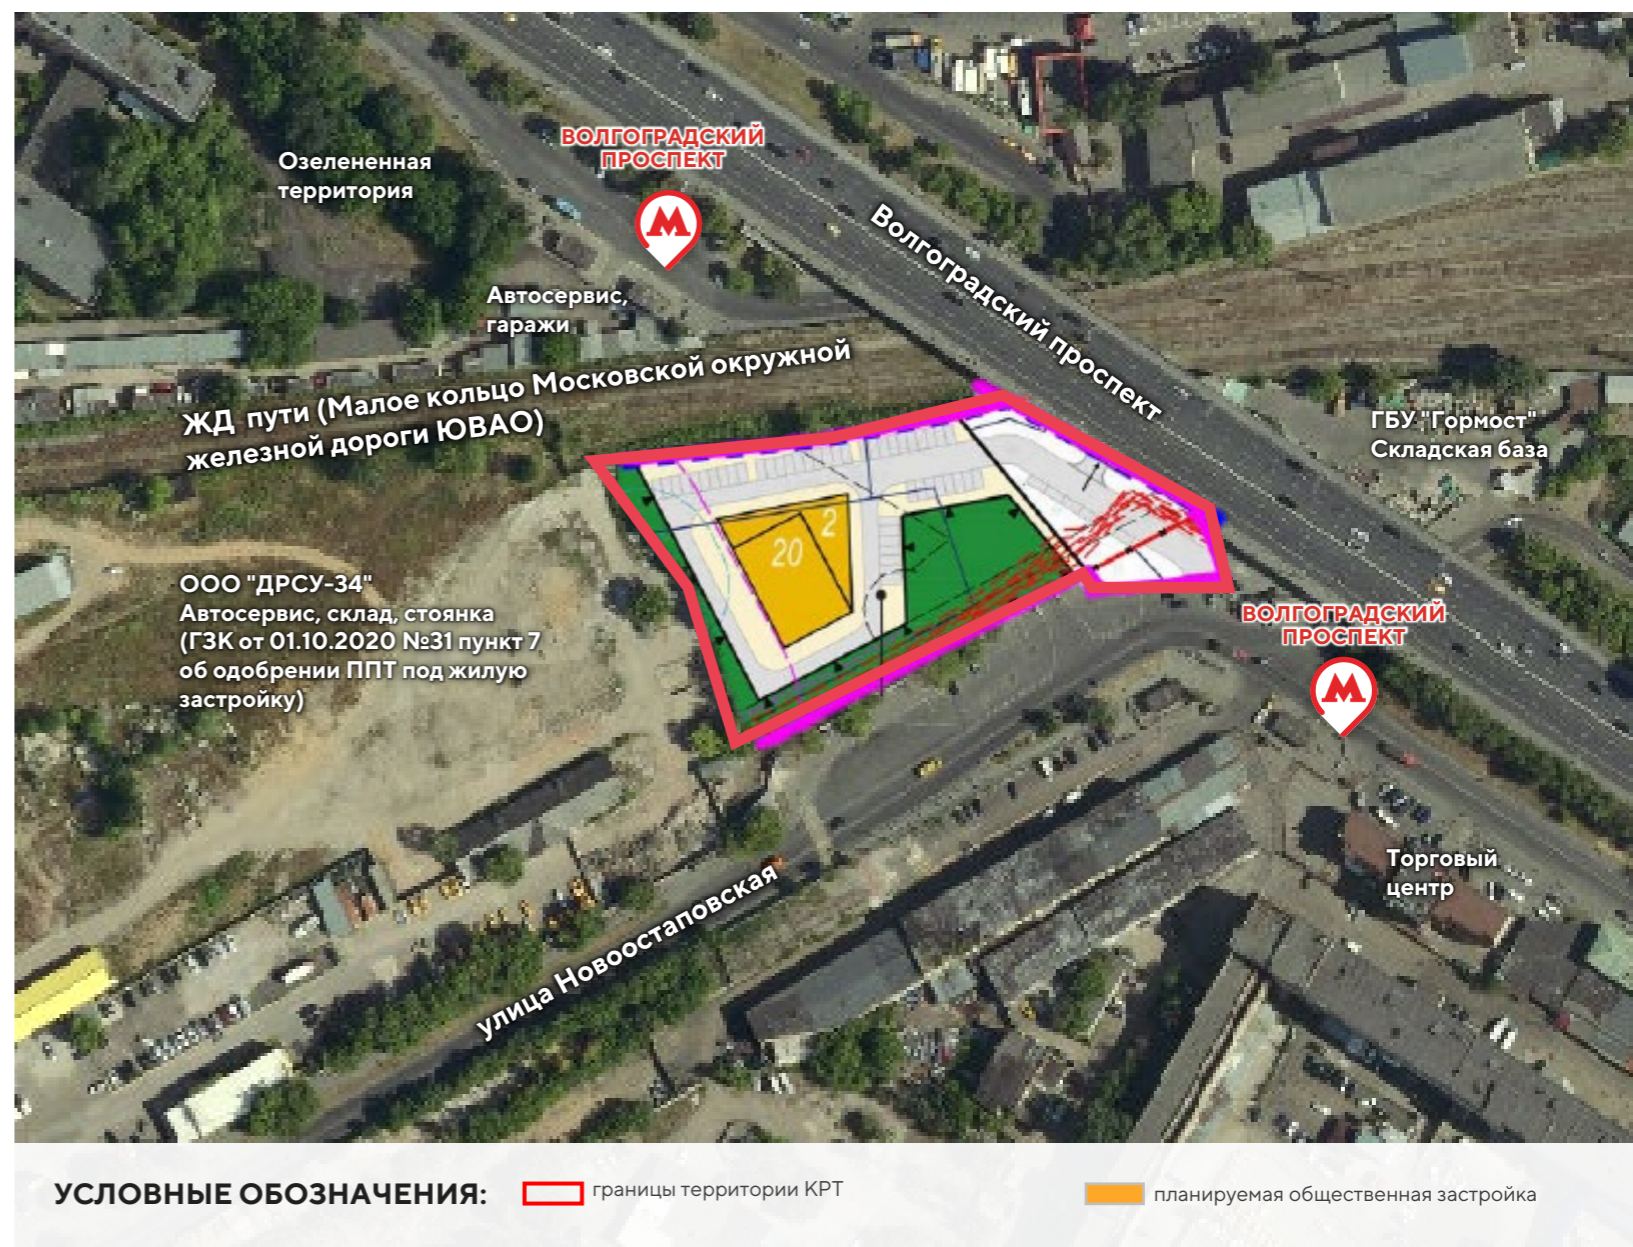 ВОЛГОГРАДСКИЙ
ПРОСПЕКТ
Озелененная
территория
Волгоградский проспект
Автосервис,
гаражи
ЖД пути (Малое кольцо Московской окружной
железной дороги ЮВАО)
ГБУ "Гормост"
Складская база
2
20
ООО "ДРСУ-34"
Автосервис, склад, стоянка
(ГЗК от 01.10.2020 №31 пункт 7
об одобрении ППТ под жилую
застройку)
ВОЛГОГРАДСКИЙ
ПРОСПЕКТ
Торговый
центр
улица Новоостаповская
УСЛОВНЫЕ ОБОЗНАЧЕНИЯ:
границы территории КРТ
планируемая общественная застройка